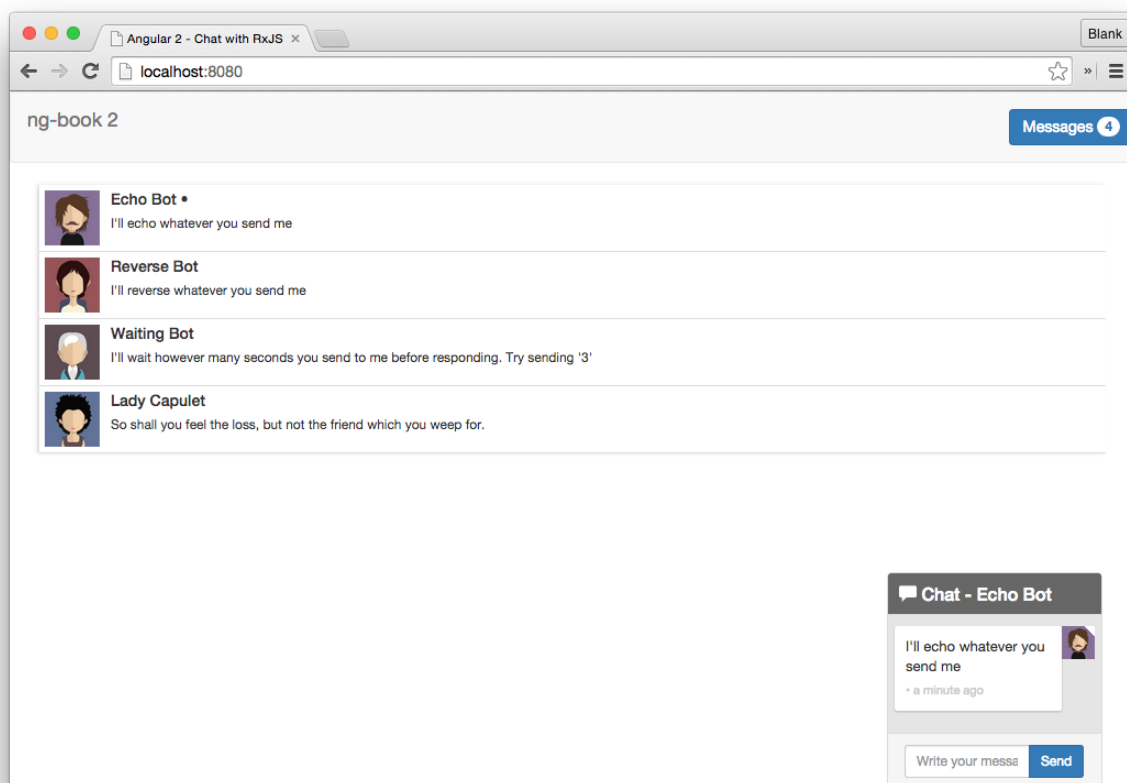 Angular 2 - Chat with RxJS ×
Blank
localhost:8080
»
ng-book 2
Messages 4
Echo Bot •
I'll echo whatever you send me
Reverse Bot
I'll reverse whatever you send me
Waiting Bot
I'll wait however many seconds you send to me before responding. Try sending '3'
Lady Capulet
So shall you feel the loss, but not the friend which you weep for.
Chat - Echo Bot
I'll echo whatever you
send me
• a minute ago
Write your messa
Send